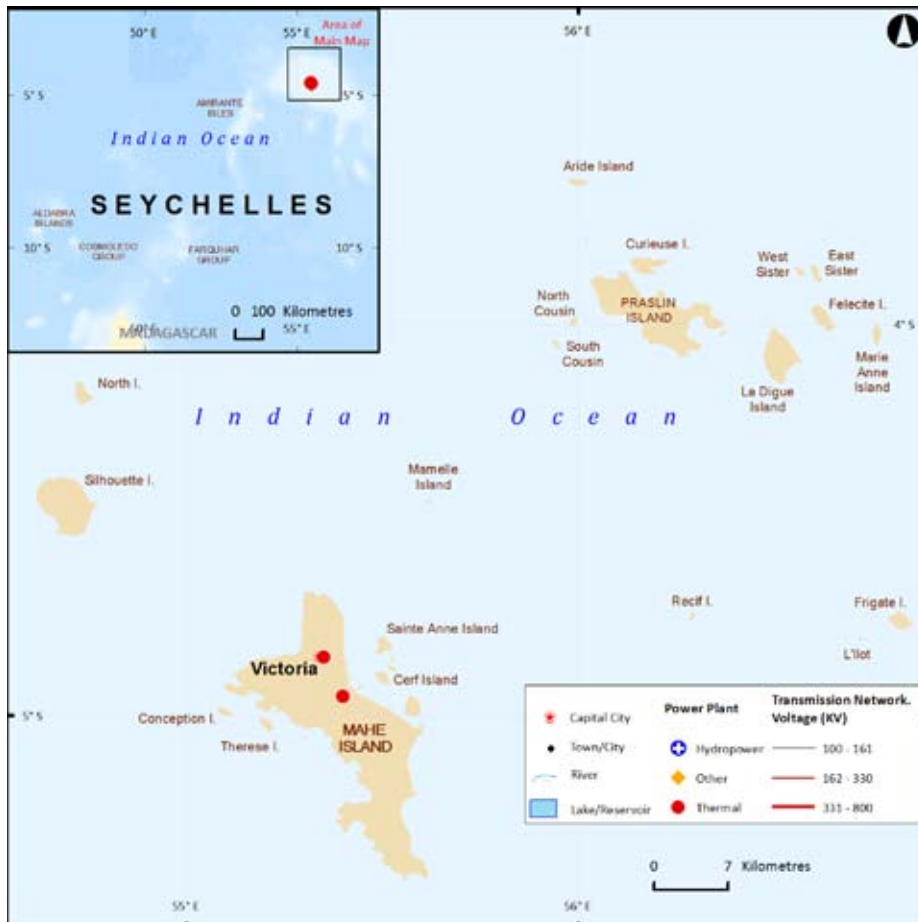 50° E
55° E
Area of
Main Map
5° S
5° S
AMIRANTE
ISLES
Indian Ocean
SEYCHELLES
ALDABRA
ISLANDS
10° S
COSMOLEDO
GROUP
FARQUHAR
GROUP
10° S
0 100 Kilometres
MADAGASCAR
55° E
56° E
Aride Island
Curieuse I.
West
Sister
East
Sister
North
Cousin
PRASLIN
ISLAND
Felecite I.
4° S
South
Cousin
Marie
Anne
Island
La Digue
Island
North I.
Indian Ocean
Silhouette I.
Mamelle
Island
Recif I.
Frigate I.
L'Ilot
Sainte Anne Island
Victoria
Cerf Island
5° S
Conception I.
Therese I.
MAHE
ISLAND
Capital City
Town/City
River
Lake/Reservoir
Power Plant
Hydropower
Other
Thermal
Transmission Network.
Voltage (KV)
100 - 161
162 - 330
331 - 800
0 7 Kilometres
55° E
56° E